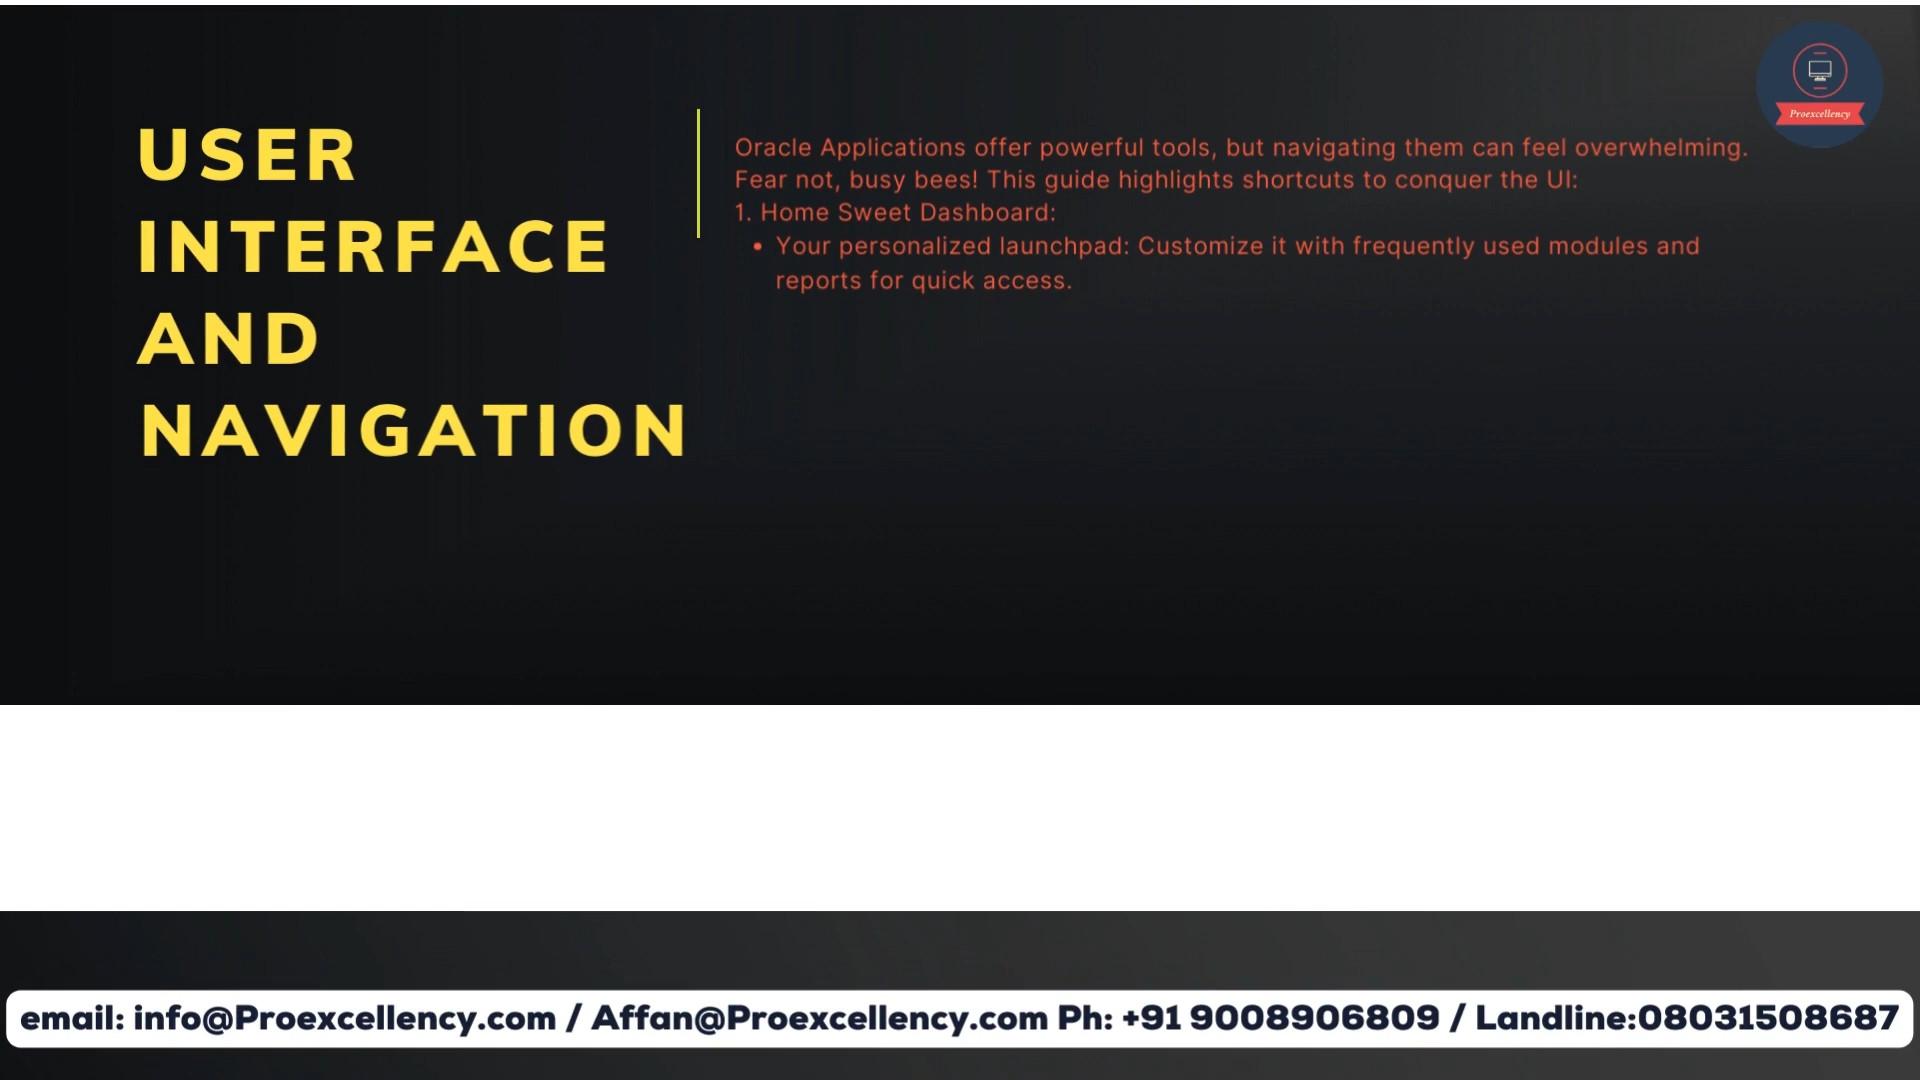 USER
INTERFACE
AND
NAVIGATION
Oracle Applications offer powerful tools, but navigating them can feel overwhelming.
Fear not, busy bees! This guide highlights shortcuts to conquer the UI:
1. Home Sweet Dashboard:
• Your personalized launchpad: Customize it with frequently used modules and
reports for quick access.
Proexcellency
email: info@Proexcellency.com / Affan@Proexcellency.com Ph: +91 9008906809 / Landline:08031508687